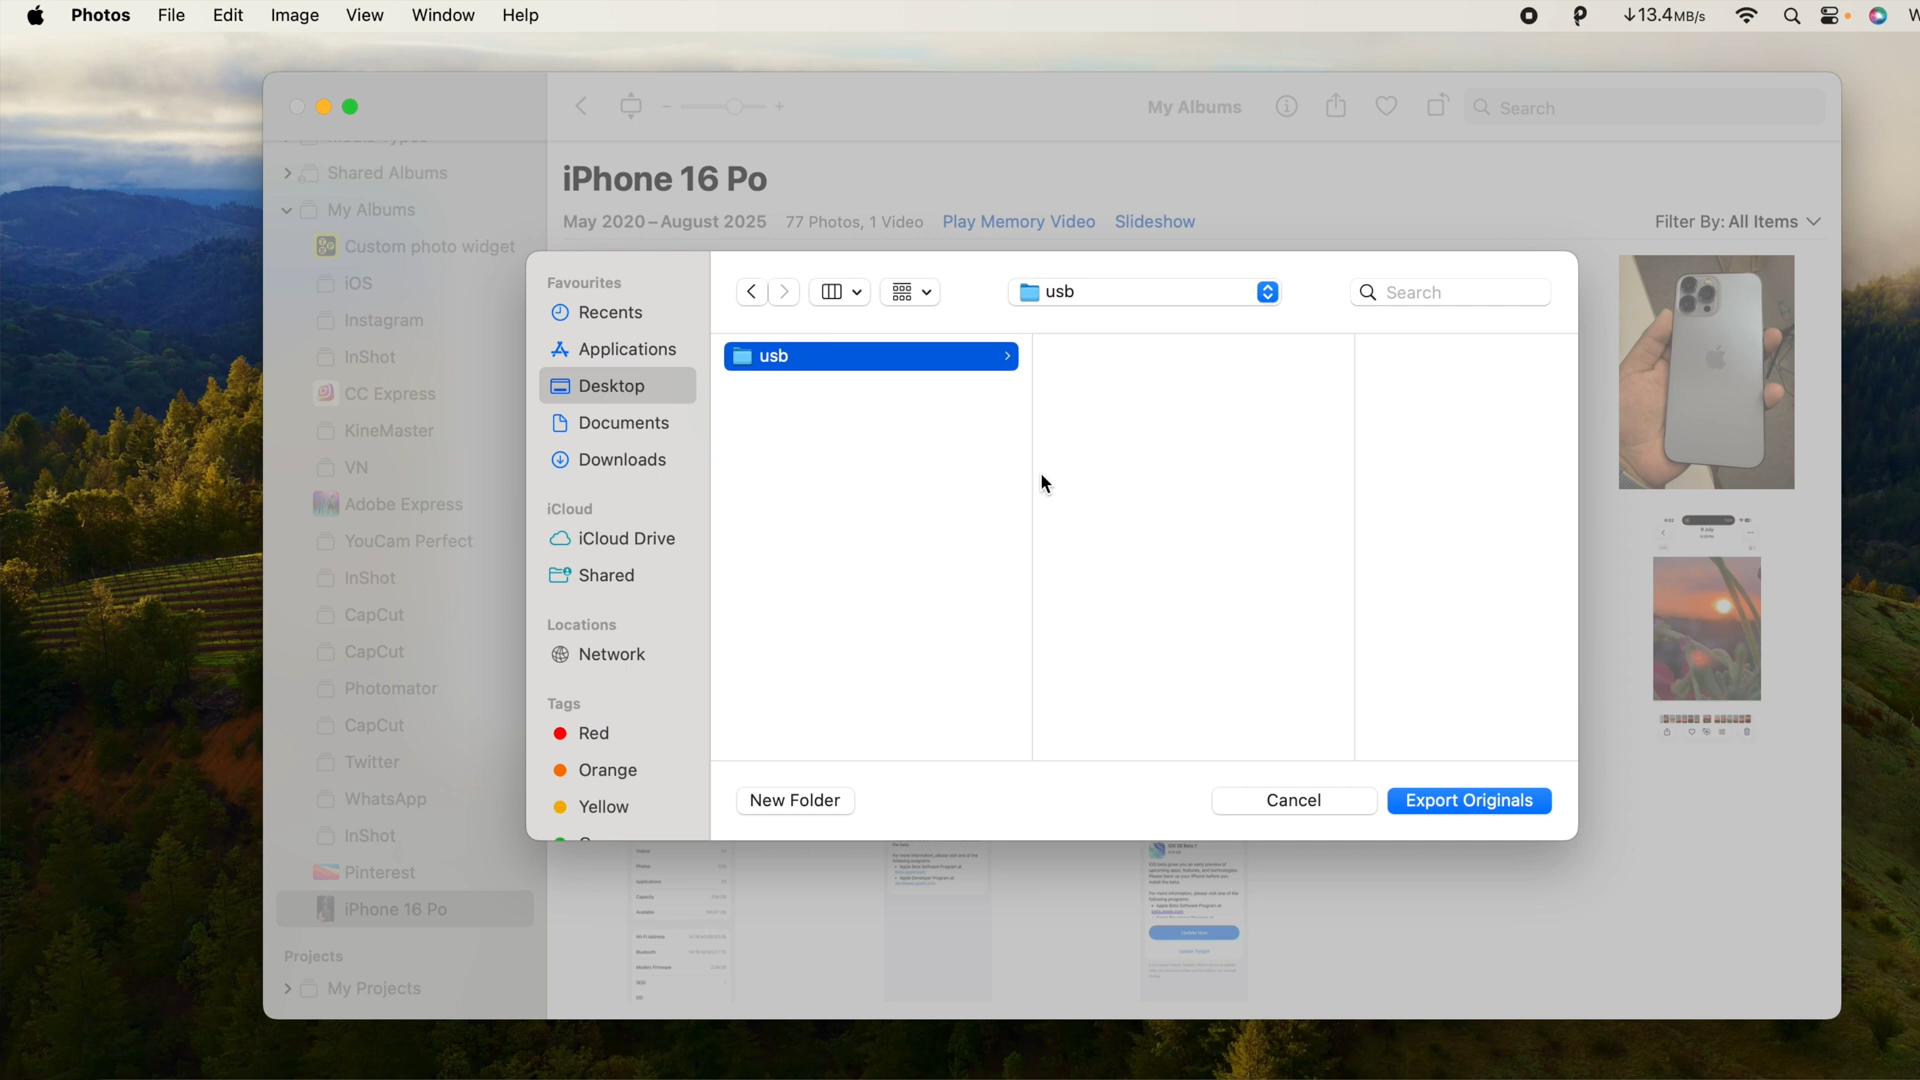 Photos File Edit Image View Window Help
13.4MB/s
My Albums
Search
Shared Albums
My Albums
Custom photo widget
iOS
Instagram
InShot
CC Express
KineMaster
VN
Adobe Express
YouCam Perfect
InShot
CapCut
CapCut
Photomator
CapCut
Twitter
WhatsApp
InShot
Pinterest
iPhone 16 Po
Projects
My Projects
iPhone 16 Po
May 2020 – August 2025 77 Photos, 1 Video Play Memory Video Slideshow
Filter By: All Items
Favourites
Recents
Applications
Desktop
Documents
Downloads
iCloud
iCloud Drive
Shared
Locations
Network
Tags
Red
Orange
Yellow
usb
Search
usb
New Folder
Cancel
Export Originals